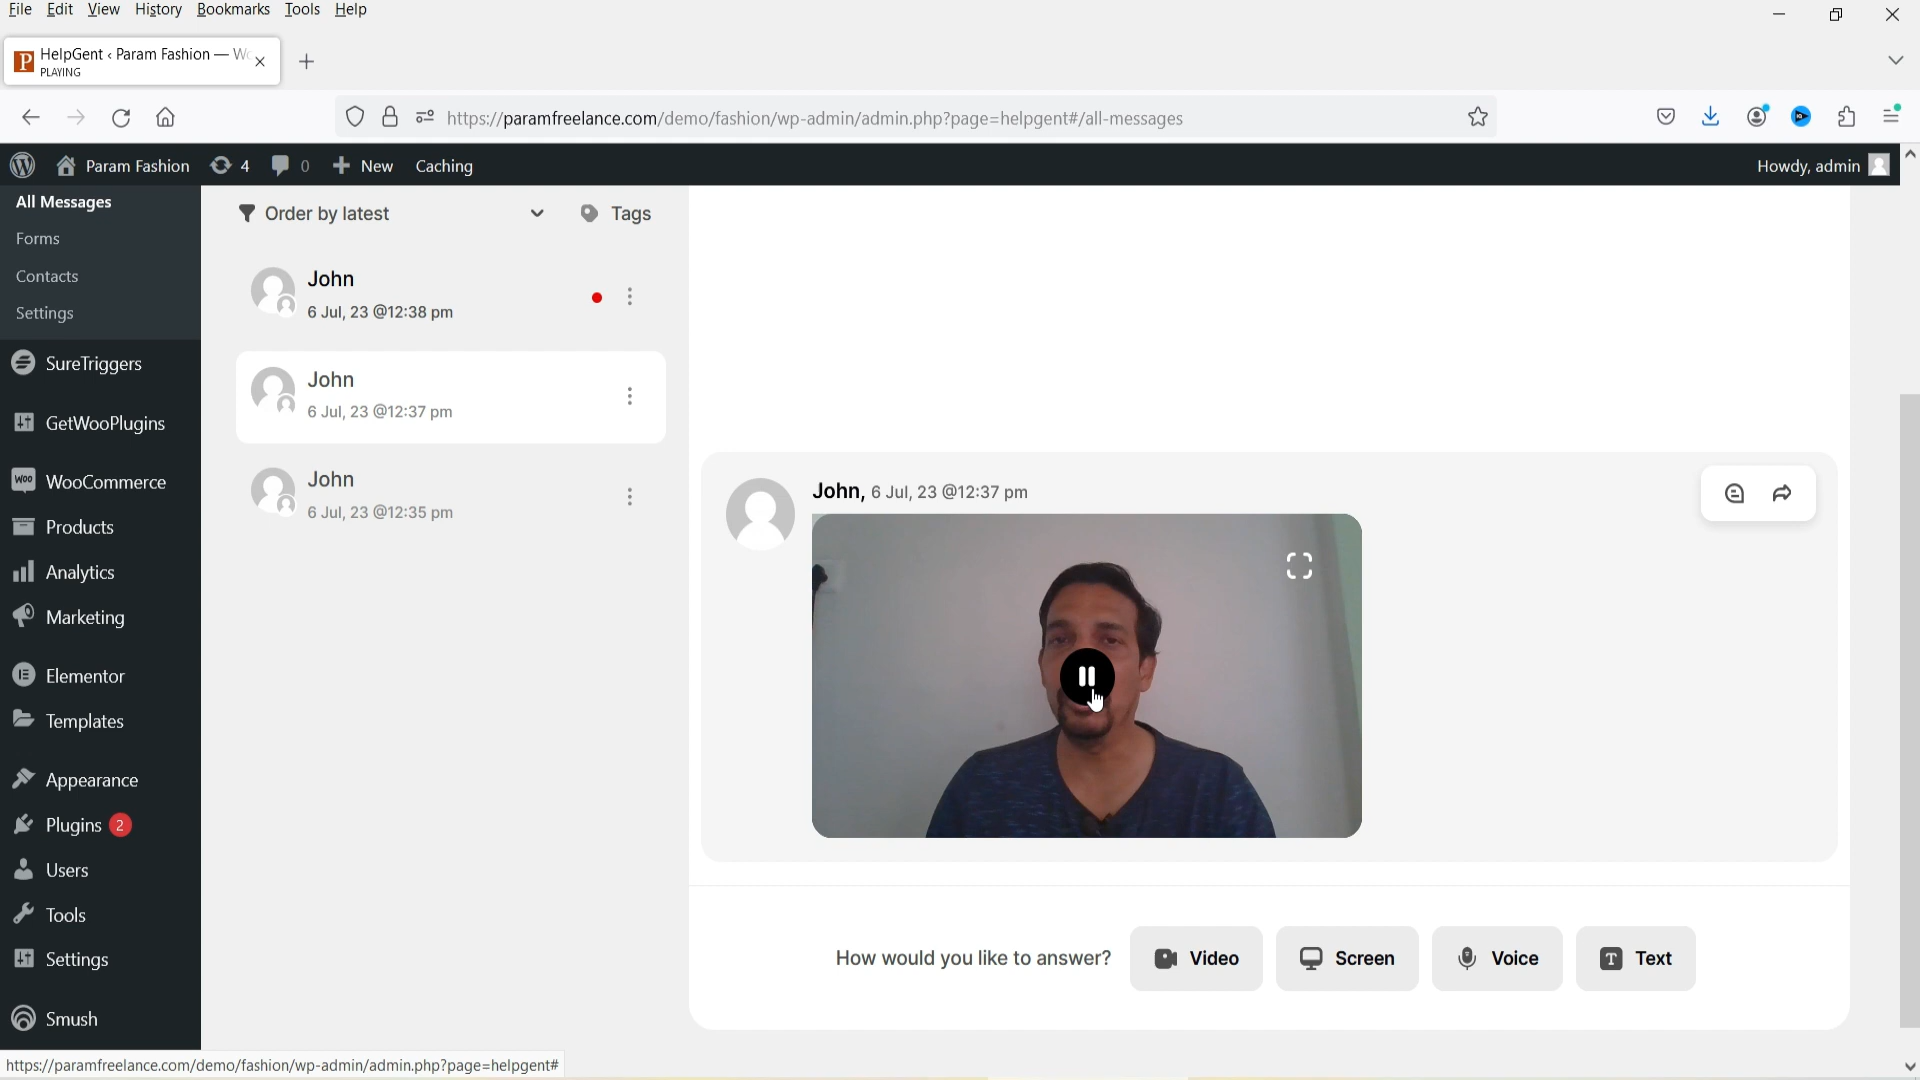 File Edit View History Bookmarks Tools Help
HelpGent ‹ Param Fashion —
PLAYING
https://paramfreelance.com/demo/fashion/wp-admin/admin.php?page=helpgent#/all-messages
Param Fashion 4 0 New Caching Howdy, admin
All Messages
Forms
Contacts
Settings
SureTriggers
GetWooPlugins
WooCommerce
Products
Analytics
Marketing
Elementor
Templates
Appearance
Plugins 2
Users
Tools
Settings
Smush
Order by latest Tags
John
6 Jul, 23 @12:38 pm
John
6 Jul, 23 @12:37 pm
John
6 Jul, 23 @12:35 pm
John, 6 Jul, 23 @12:37 pm
How would you like to answer? Video Screen Voice Text
https://paramfreelance.com/demo/fashion/wp-admin/admin.php?page=helpgent#